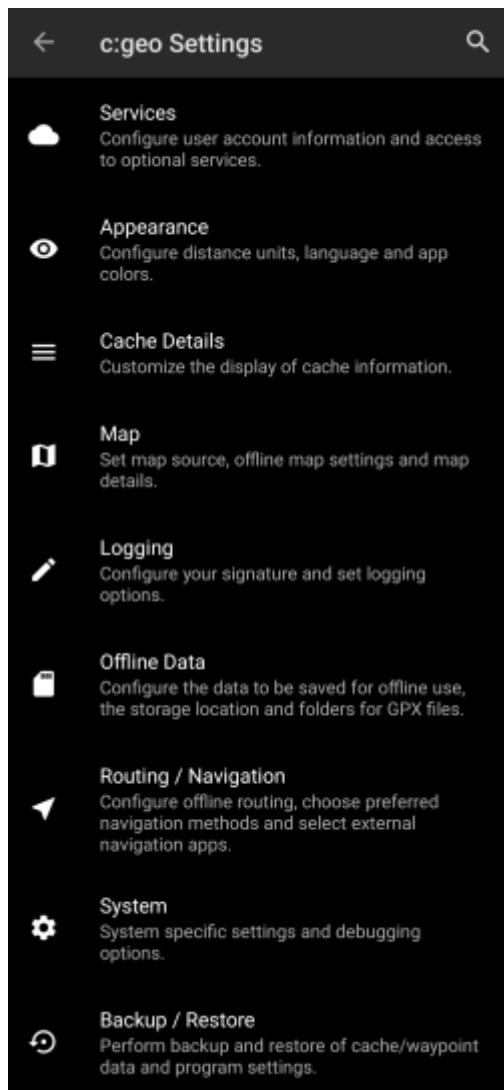 c:geo Settings
Services
Configure user account information and access
to optional services.
Appearance
Configure distance units, language and app
colors.
Cache Details
Customize the display of cache information.
Map
Set map source, offline map settings and map
details.
Logging
Configure your signature and set logging
options.
Offline Data
Configure the data to be saved for offline use,
the storage location and folders for GPX files.
Routing / Navigation
Configure offline routing, choose preferred
navigation methods and select external
navigation apps.
System
System specific settings and debugging
options.
Backup / Restore
Perform backup and restore of cache/waypoint
data and program settings.